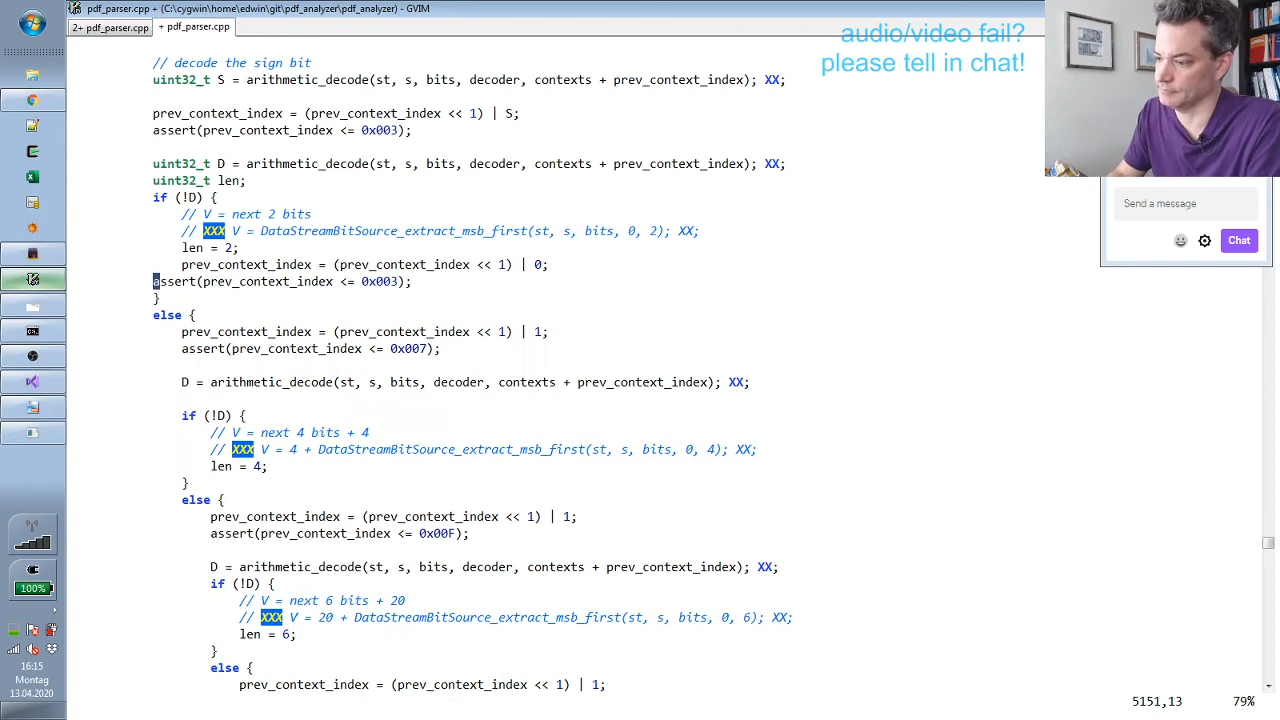 pdf_parser.cpp + (C:\cygwin\home\edwin\git\pdf_analyzer\pdf_analyzer) - GVIM
2+ pdf_parser.cpp
+ pdf_parser.cpp
audio/video fail?
please tell in chat!
// decode the sign bit
uint32_t S = arithmetic_decode(st, s, bits, decoder, contexts + prev_context_index); XX;
prev_context_index = (prev_context_index << 1) | S;
assert(prev_context_index <= 0x003);
uint32_t D = arithmetic_decode(st, s, bits, decoder, contexts + prev_context_index); XX;
uint32_t len;
if (!D) {
// V = next 2 bits
// XXX V = DataStreamBitSource_extract_msb_first(st, s, bits, 0, 2); XX;
len = 2;
prev_context_index = (prev_context_index << 1) | 0;
assert(prev_context_index <= 0x003);
}
else {
prev_context_index = (prev_context_index << 1) | 1;
assert(prev_context_index <= 0x007);
D = arithmetic_decode(st, s, bits, decoder, contexts + prev_context_index); XX;
if (!D) {
// V = next 4 bits + 4
// XXX V = 4 + DataStreamBitSource_extract_msb_first(st, s, bits, 0, 4); XX;
len = 4;
}
else {
prev_context_index = (prev_context_index << 1) | 1;
assert(prev_context_index <= 0x00F);
D = arithmetic_decode(st, s, bits, decoder, contexts + prev_context_index); XX;
if (!D) {
// V = next 6 bits + 20
// XXX V = 20 + DataStreamBitSource_extract_msb_first(st, s, bits, 0, 6); XX;
len = 6;
}
else {
prev_context_index = (prev_context_index << 1) | 1;
5151,13 79%
Send a message
Chat
100%
16:15
Montag
13.04.2020